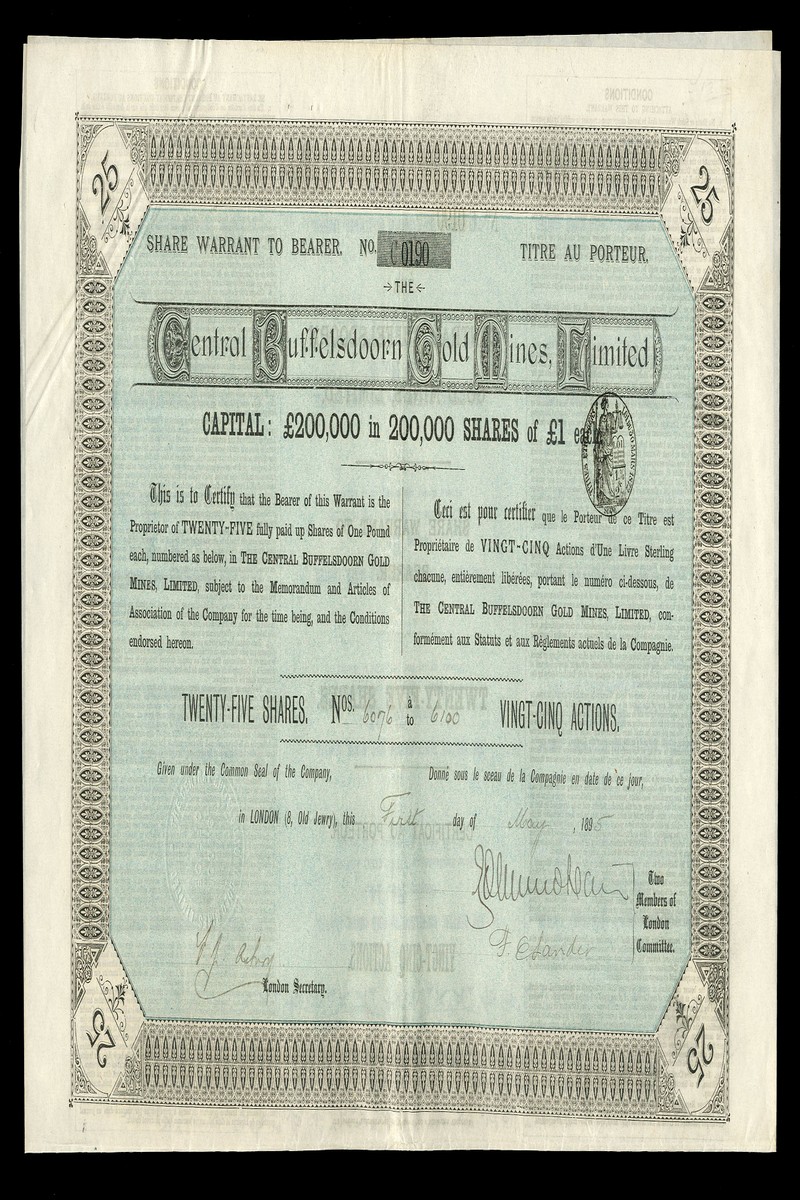 25
25
SHARE WARRANT TO BEARER. No. C 0190
TITRE AU PORTEUR.
THE
Central Buffelsdoorn Gold Mines, Limited
CAPITAL: £200,000 in 200,000 SHARES of £1 each
This is to Certify that the Bearer of this Warrant is the
Proprietor of TWENTY-FIVE fully paid up Shares of One Pound
each, numbered as below, in THE CENTRAL BUFFELSDOORN GOLD
MINES, LIMITED, subject to the Memorandum and Articles of
Association of the Company for the time being, and the Conditions
endorsed hereon.
Ceci est pour certifier que le Porteur de ce Titre est
Propriétaire de VINGT-CINQ Actions d'Une Livre Sterling
chacune, entièrement libérées, portant le numéro ci-dessous, de
THE CENTRAL BUFFELSDOORN GOLD MINES, LIMITED, con-
formément aux Statuts et aux Règlements actuels de la Compagnie.
TWENTY-FIVE SHARES. Nos. 6076 à to 6100 VINGT-CINQ ACTIONS.
Given under the Common Seal of the Company,
Donné sous le sceau de la Compagnie en date de ce jour,
in LONDON (8, Old Jewry), this First day of May, 1895
Two
Members of
London
Committee.
London Secretary.
25
25